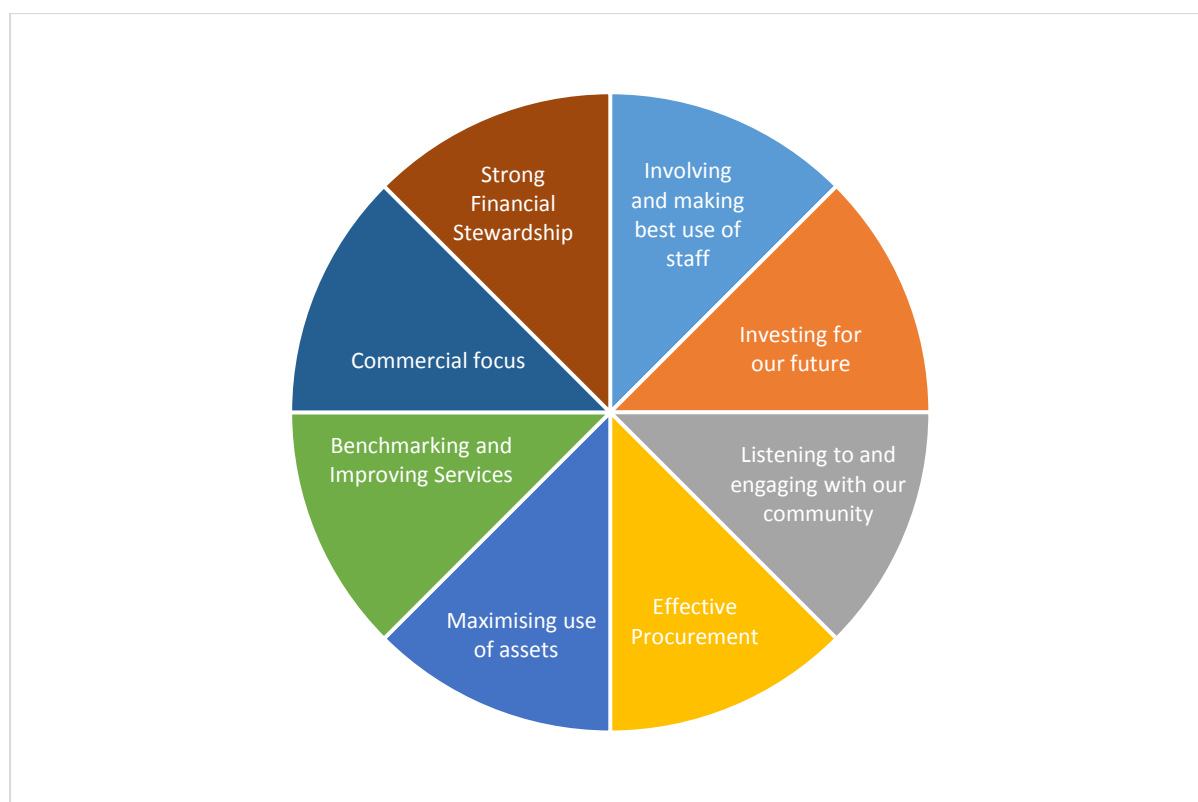 Strong
Financial
Stewardship
Involving
and making
best use of
staff
Investing for
our future
Listening to and
engaging with our
community
Effective
Procurement
Maximising use
of assets
Benchmarking and
Improving Services
Commercial focus